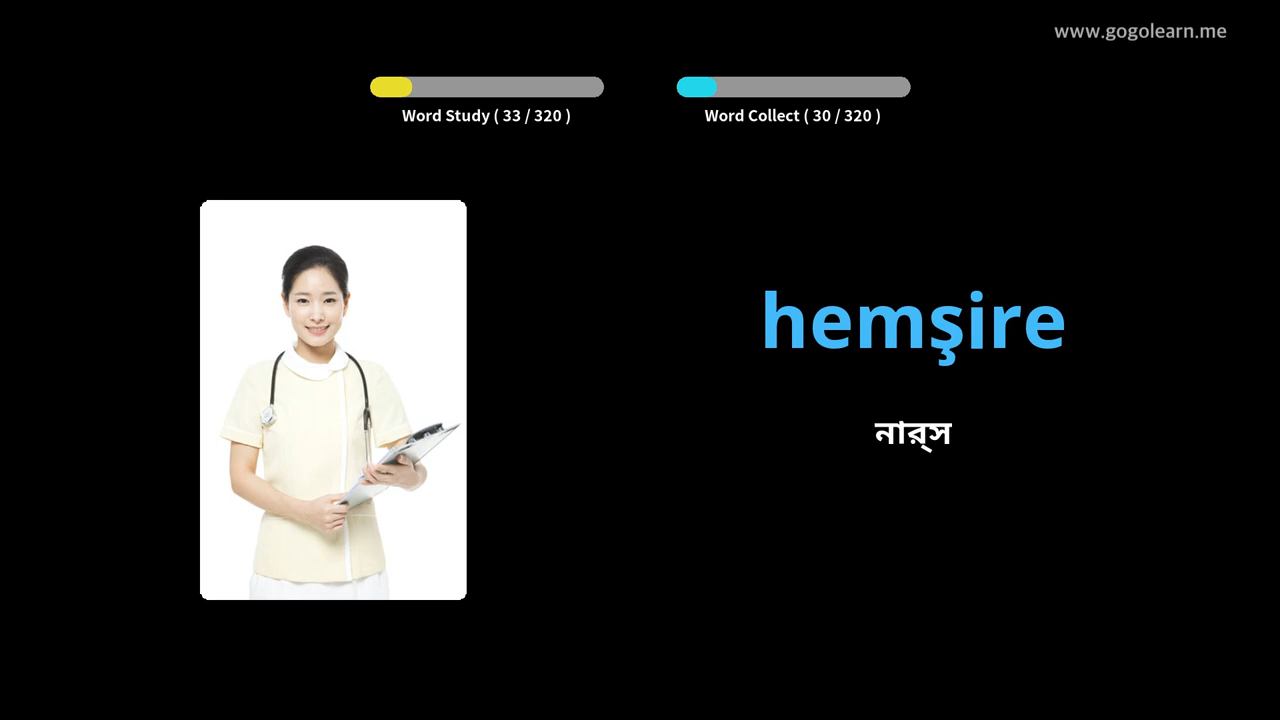 www.gogolearn.me
Word Study ( 33 / 320 )
Word Collect ( 30 / 320 )
hemşire
নার্স